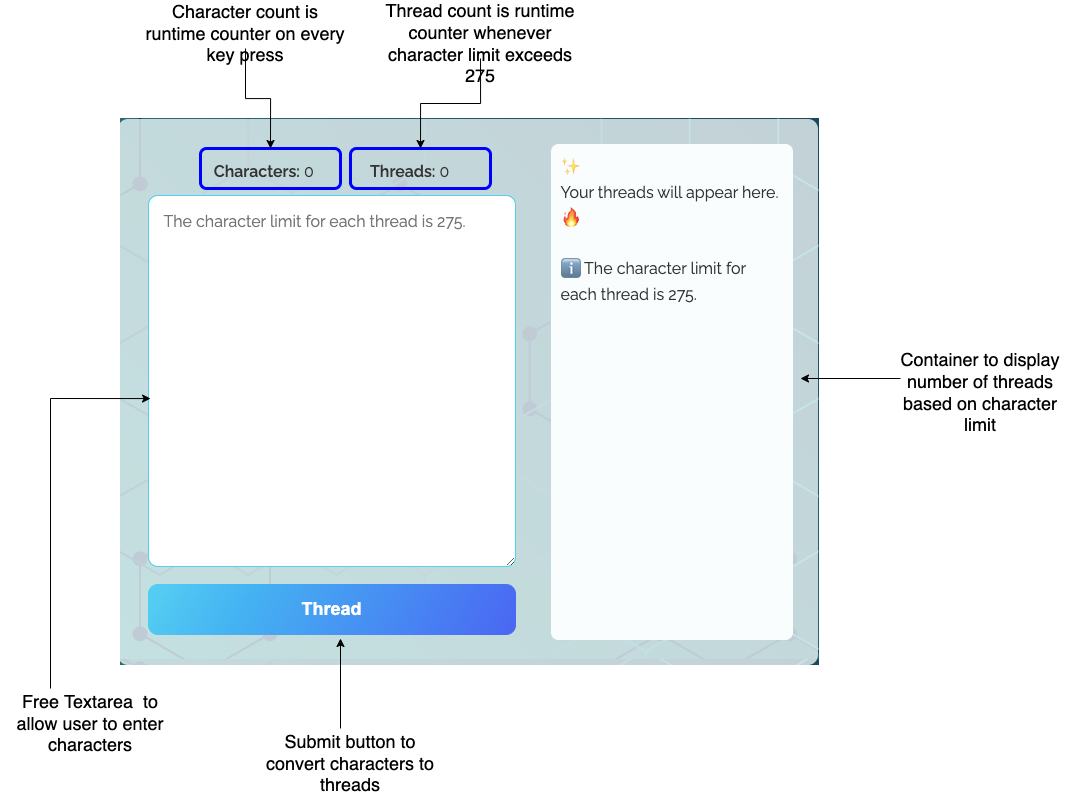 Character count is
runtime counter on every
key press
Thread count is runtime
counter whenever
character limit exceeds
275
Characters: 0
Threads: 0
The character limit for each thread is 275.
✨
Your threads will appear here.
🔥
ℹ️ The character limit for
each thread is 275.
Container to display
number of threads
based on character
limit
Thread
Free Textarea to
allow user to enter
characters
Submit button to
convert characters to
threads